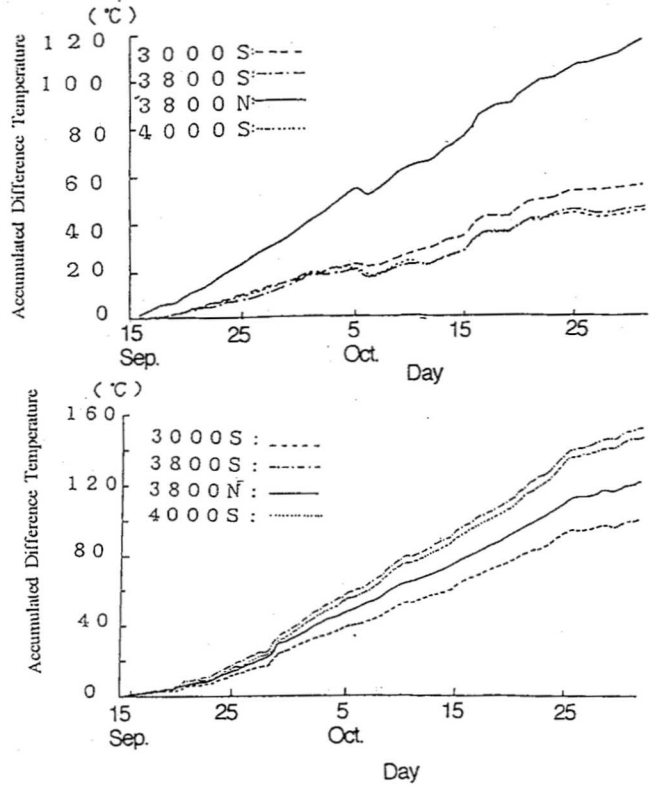 (℃)
Accumulated Difference Temperature
120
100
80
60
40
20
0
3000S:
3800S:
3800N:
4000S:
15 25 5 15 25
Sep. Oct.
Day
(℃)
Accumulated Difference Temperature
160
120
80
40
0
3000S:
3800S:
3800N:
4000S:
15 25 5 15 25
Sep. Oct.
Day